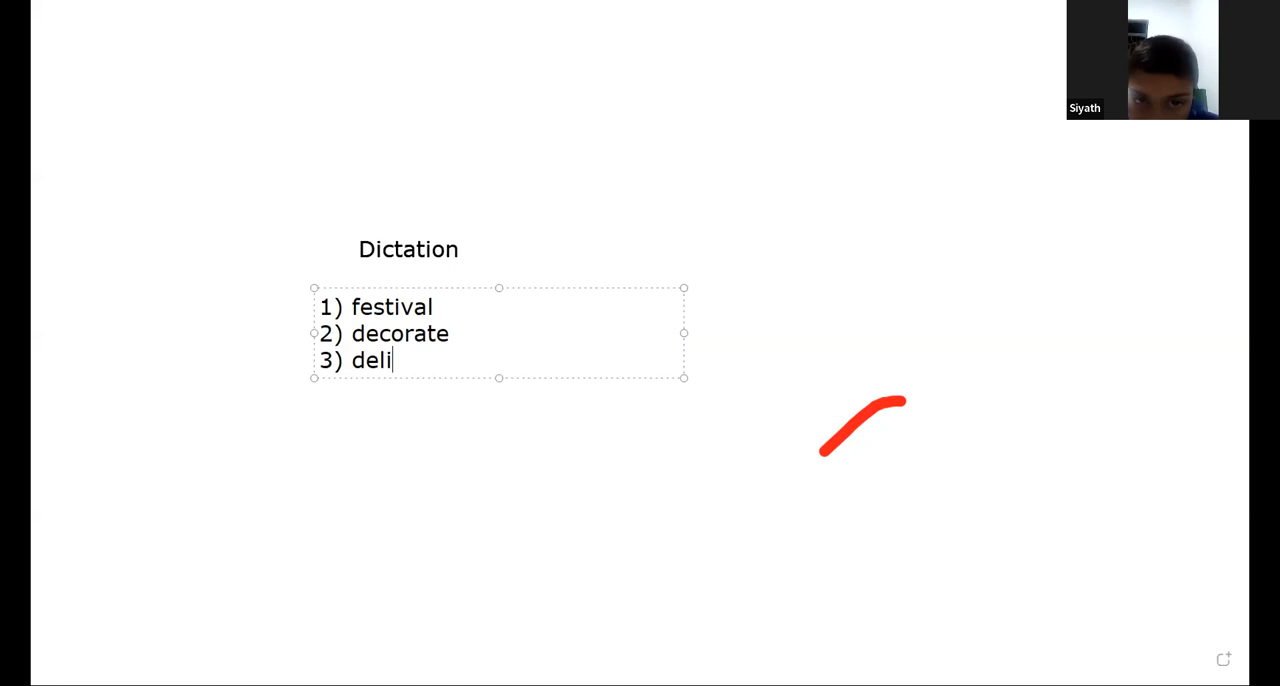 Siyath
Dictation
1) festival
2) decorate
3) deli